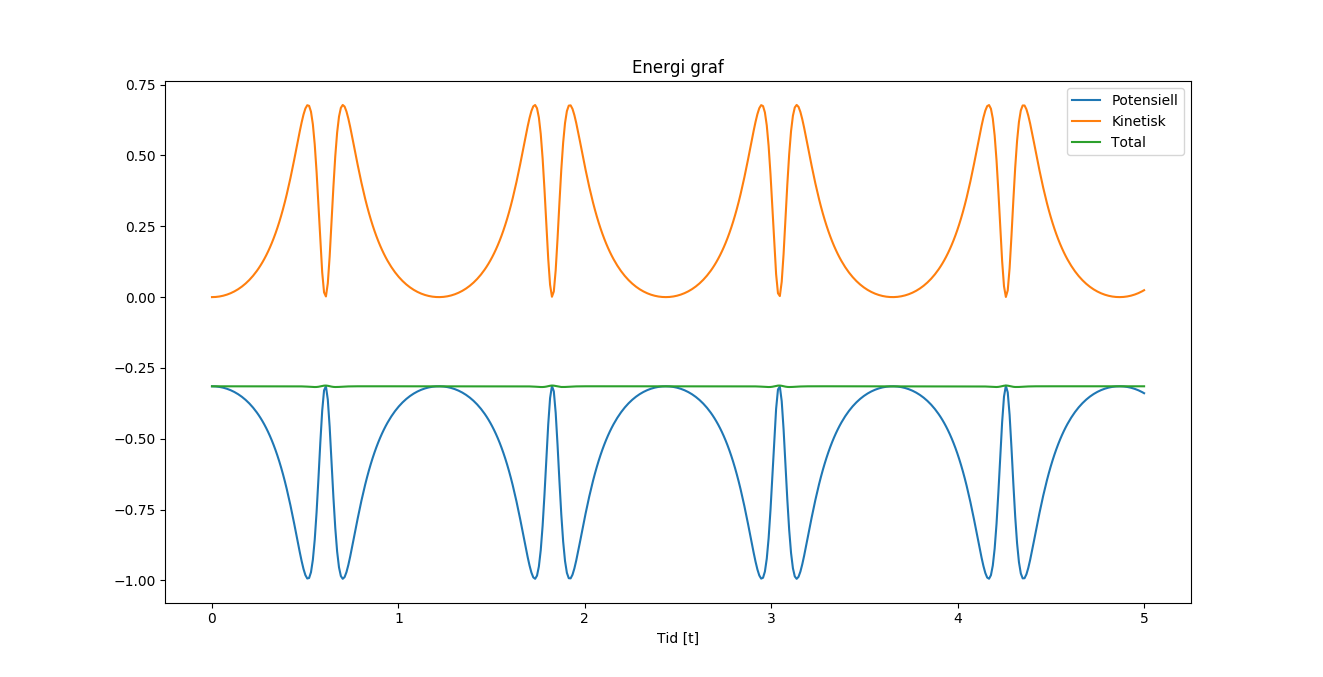 Energi graf
Potensiell
Kinetisk
Total
0.75
0.50
0.25
0.00
−0.25
−0.50
−0.75
−1.00
0 1 2 3 4 5
Tid [t]